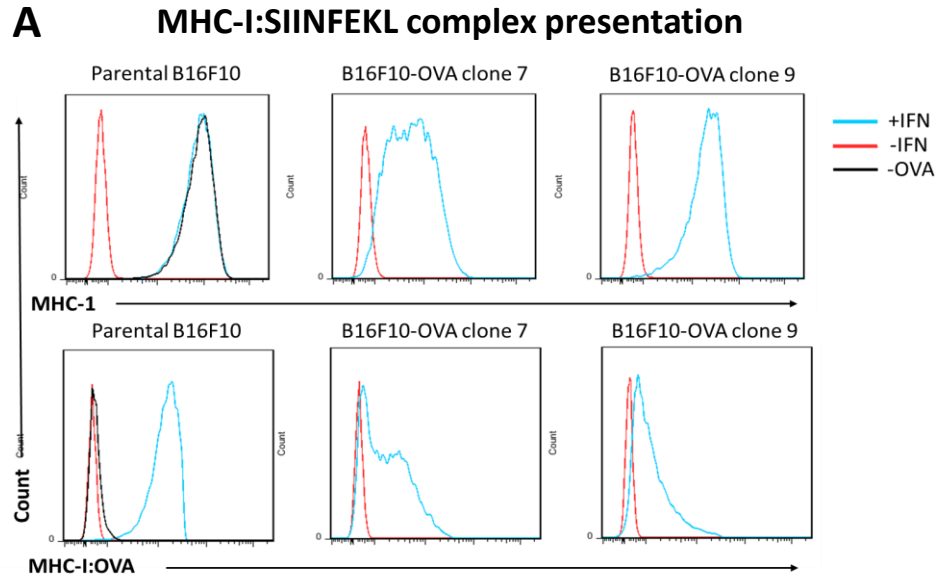 A
MHC-I:SIINFEKL complex presentation
Parental B16F10
B16F10-OVA clone 7
B16F10-OVA clone 9
+IFN
-IFN
-OVA
Count
Count
Count
0
0
0
MHC-1
Parental B16F10
B16F10-OVA clone 7
B16F10-OVA clone 9
Count
Count
Count
Count
0
0
0
MHC-I:OVA